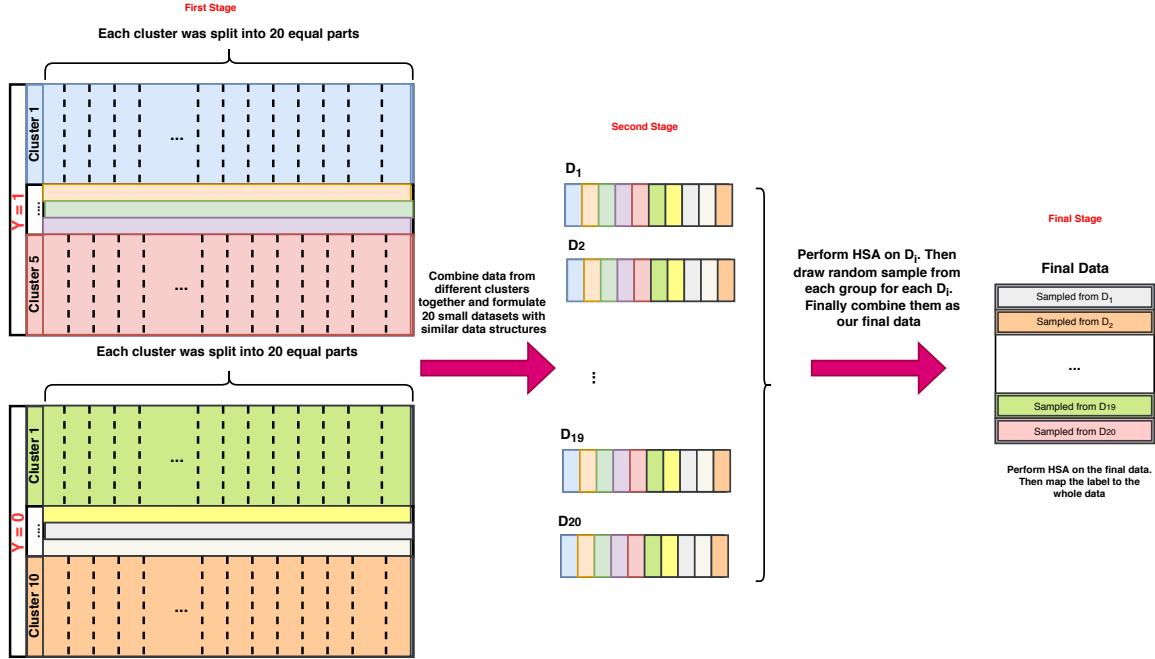 First Stage
Each cluster was split into 20 equal parts
Y = 1
Cluster 1
...
....
Cluster 5
...
Each cluster was split into 20 equal parts
Y = 0
Cluster 1
...
....
Cluster 10
...
Combine data from
different clusters
together and formulate
20 small datasets with
similar data structures
Second Stage
D1
D2
...
D19
D20
Perform HSA on Di. Then
draw random sample from
each group for each Di.
Finally combine them as
our final data
Final Stage
Final Data
Sampled from D1
Sampled from D2
...
Sampled from D19
Sampled from D20
Perform HSA on the final data.
Then map the label to the
whole data